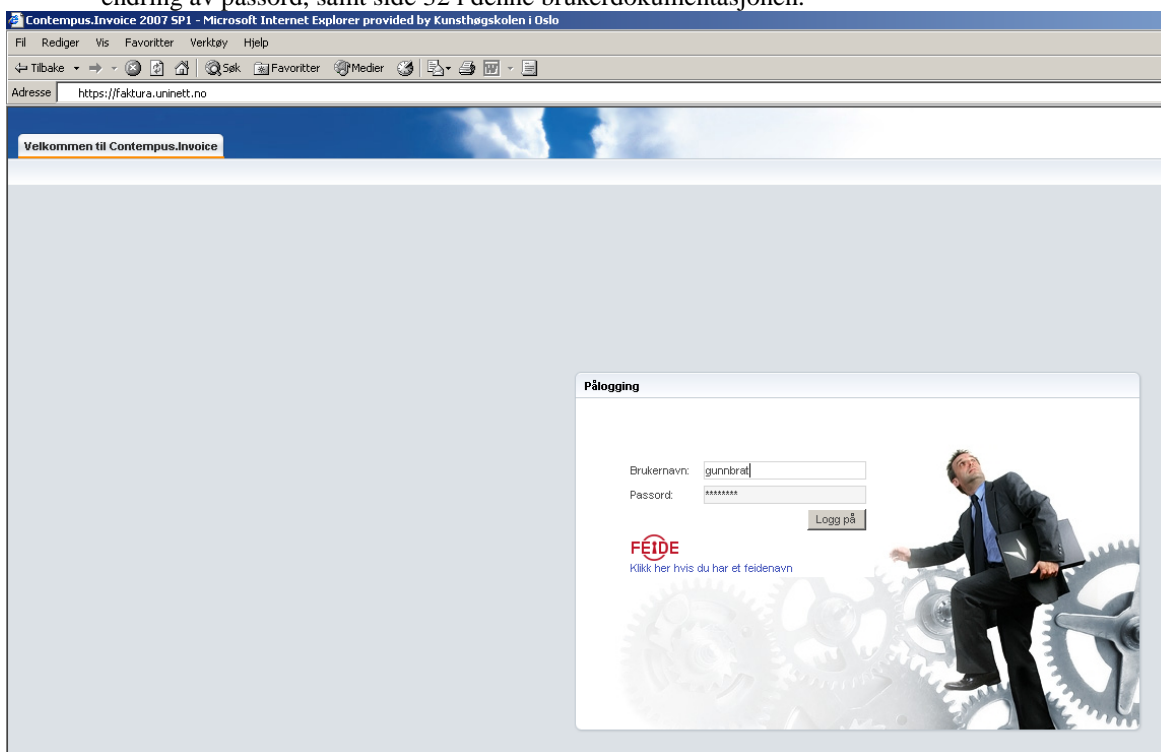 endring av passord, samt side 32 i denne brukerdokumentasjonen.
Contempus.Invoice 2007 SP1 - Microsoft Internet Explorer provided by Kunsthøgskolen i Oslo
Fil Rediger Vis Favoritter Verktøy Hjelp
Tilbake Søk Favoritter Medier
Adresse https://faktura.uninett.no
Velkommen til Contempus.Invoice
Pålogging
Brukernavn: gunnbrat
Passord: ********
Logg på
FEIDE
Klikk her hvis du har et feidenavn